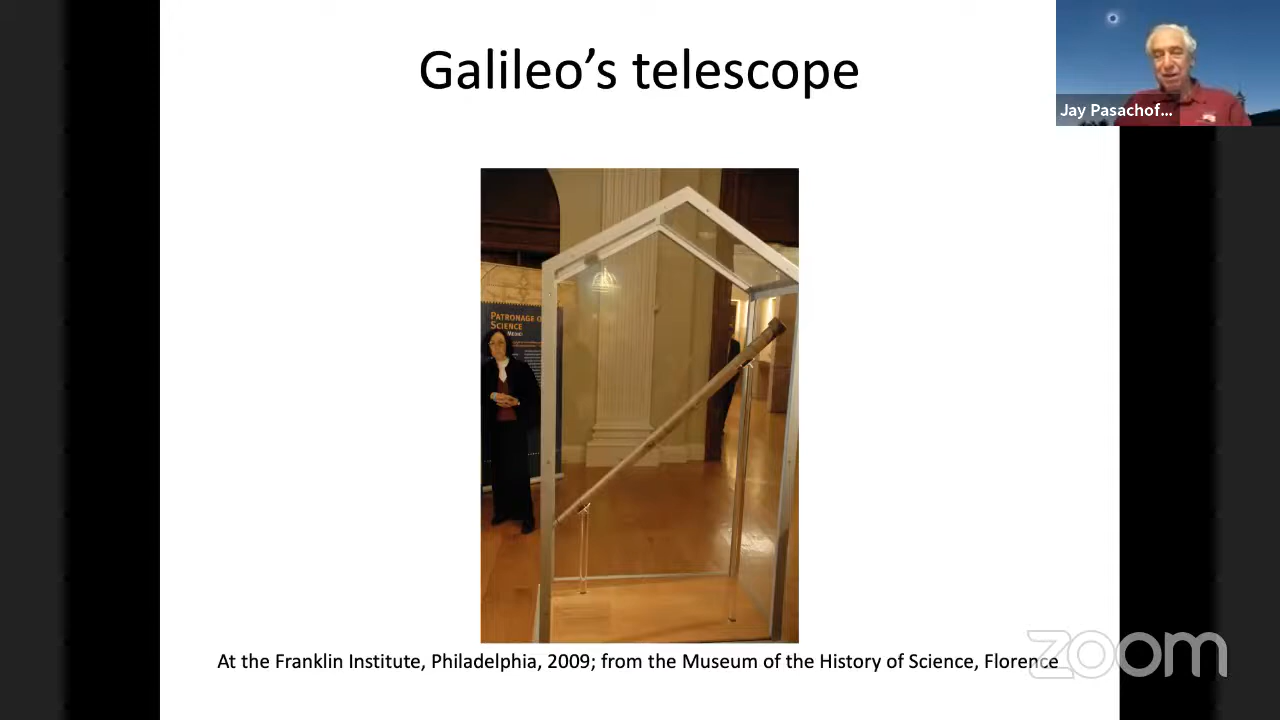 Galileo’s telescope
Jay Pasachof...
PATRONAGE
SCIENCE
At the Franklin Institute, Philadelphia, 2009; from the Museum of the History of Science, Florence
zoom